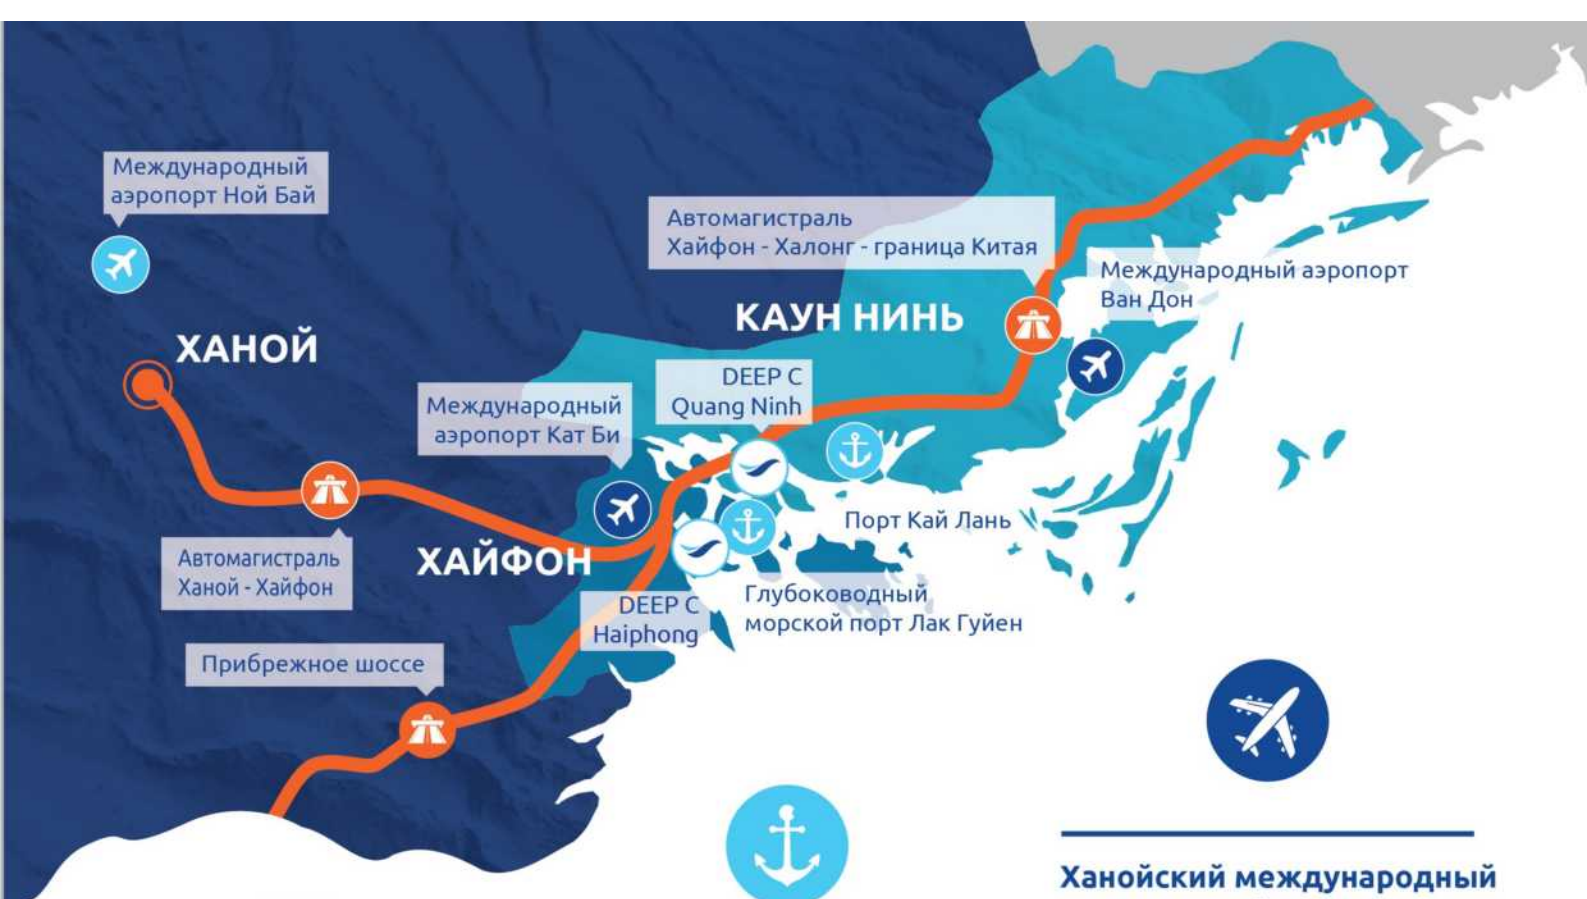 Международный
аэропорт Ной Бай
Автомагистраль
Хайфон - Халонг - граница Китая
Международный аэропорт
Ван Дон
КАУН НИНЬ
ХАНОЙ
DEEP C
Quang Ninh
Международный
аэропорт Кат Би
Порт Кай Лань
ХАЙФОН
Автомагистраль
Ханой - Хайфон
DEEP C
Haiphong
Глубоководный
морской порт Лак Гуйен
Прибрежное шоссе
Ханойский международный